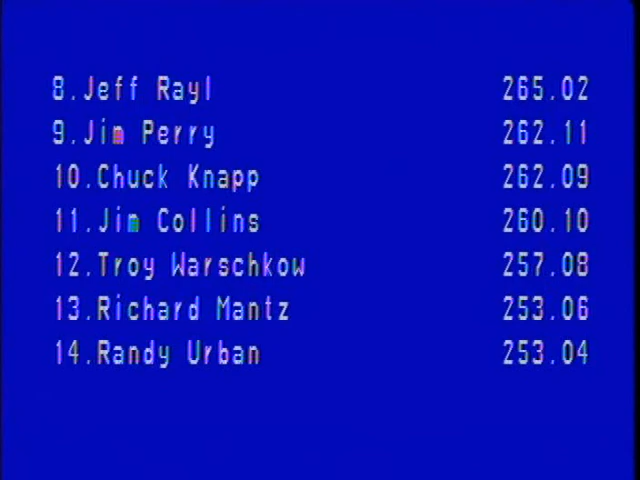 8.Jeff Rayl 265.02
9.Jim Perry 262.11
10.Chuck Knapp 262.09
11.Jim Collins 260.10
12.Troy Warschkow 257.08
13.Richard Mantz 253.06
14.Randy Urban 253.04